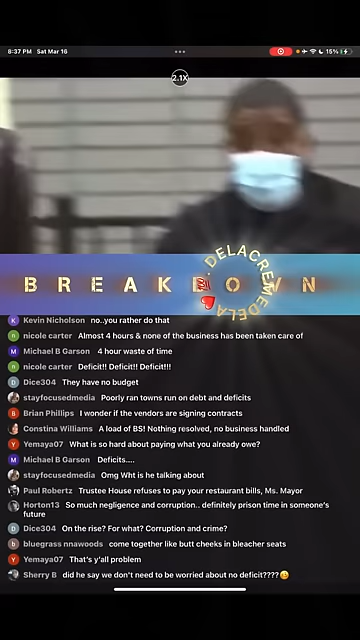 8:37 PM Sat Mar 16
15%
2.1X
DELACREMEDELA
BREAKDOWN
K Kevin Nicholson no..you rather do that
n nicole carter Almost 4 hours & none of the business has been taken care of
M Michael B Garson 4 hour waste of time
n nicole carter Deficit!! Deficit!! Deficit!!!
D Dice304 They have no budget
stayfocusedmedia Poorly ran towns run on debt and deficits
B Brian Phillips I wonder if the vendors are signing contracts
Constina Williams A load of BS! Nothing resolved, no business handled
Y Yemaya07 What is so hard about paying what you already owe?
M Michael B Garson Deficits....
stayfocusedmedia Omg Wht is he talking about
Paul Robertz Trustee House refuses to pay your restaurant bills, Ms. Mayor
Horton13 So much negligence and corruption.. definitely prison time in someone's
future
D Dice304 On the rise? For what? Corruption and crime?
b bluegrass nnawoods come together like butt cheeks in bleacher seats
Y Yemaya07 That's y'all problem
Sherry B did he say we don't need to be worried about no deficit????😑